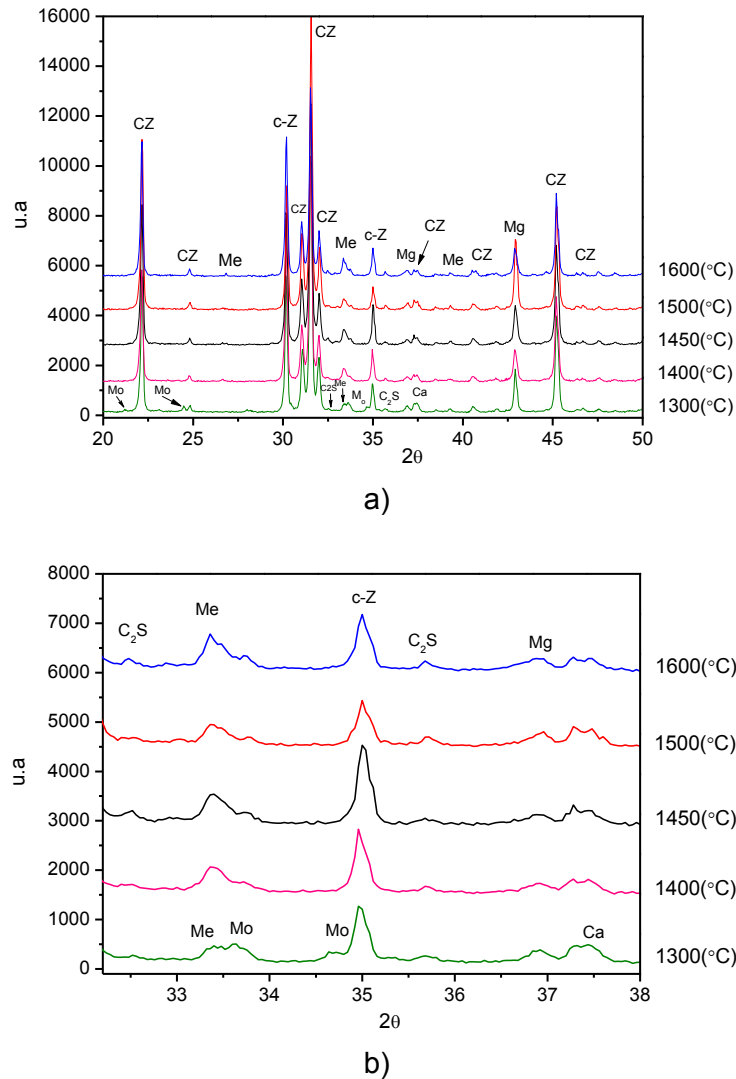 16000
14000
12000
10000
8000
6000
4000
2000
0
u.a
CZ
CZ
Me
c-Z
CZ
CZ
CZ
Me
c-Z
Mg
CZ
Me
CZ
Mg
CZ
CZ
1600(°C)
1500(°C)
1450(°C)
1400(°C)
1300(°C)
Mo
Mo
C2S
Me
Mo
C2S
Ca
20 25 30 35 40 45 50
2θ
a)
8000
7000
6000
5000
4000
3000
2000
1000
0
u.a
C2S
Me
c-Z
C2S
Mg
1600(°C)
1500(°C)
1450(°C)
1400(°C)
1300(°C)
Me
Mo
Mo
Ca
33 34 35 36 37 38
2θ
b)